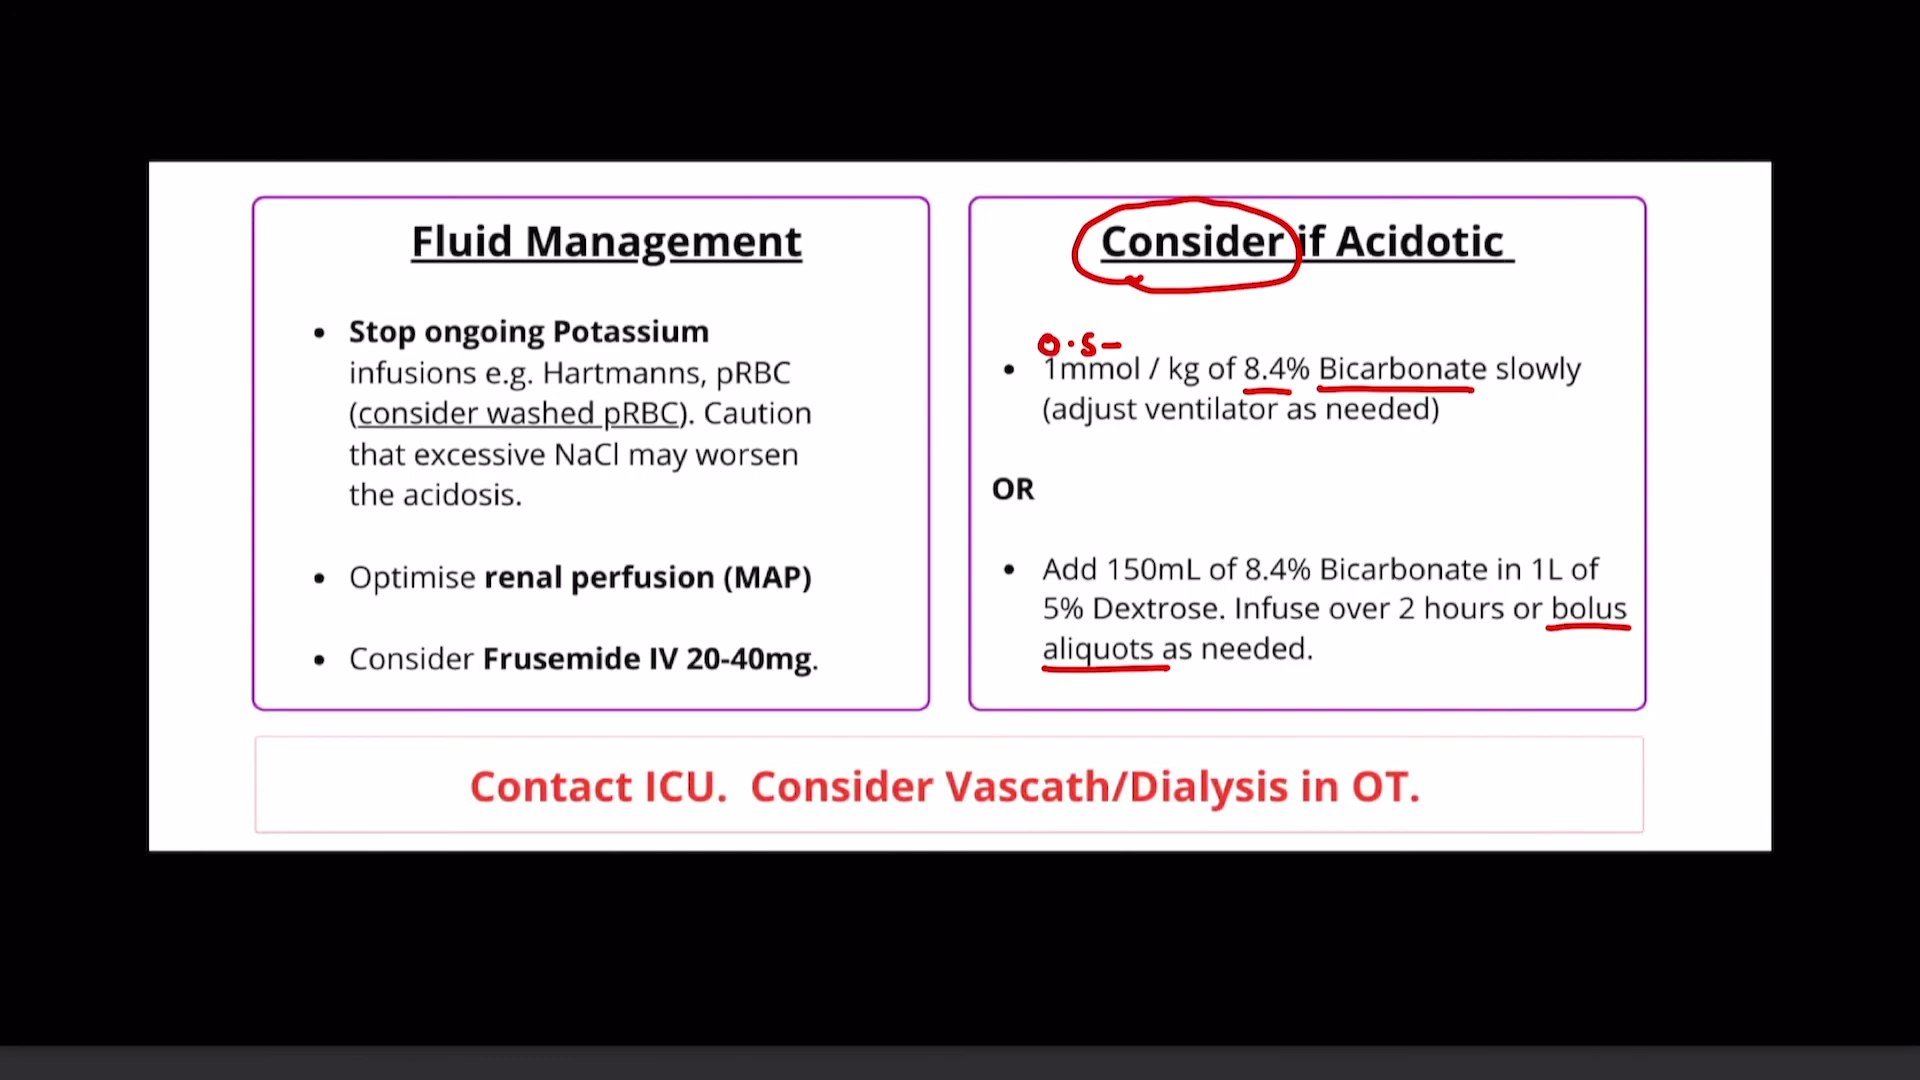 Fluid Management
• Stop ongoing Potassium
infusions e.g. Hartmanns, pRBC
(consider washed pRBC). Caution
that excessive NaCl may worsen
the acidosis.
• Optimise renal perfusion (MAP)
• Consider Frusemide IV 20-40mg.
Consider if Acidotic
0.5-
• 1mmol / kg of 8.4% Bicarbonate slowly
(adjust ventilator as needed)
OR
• Add 150mL of 8.4% Bicarbonate in 1L of
5% Dextrose. Infuse over 2 hours or bolus
aliquots as needed.
Contact ICU. Consider Vascath/Dialysis in OT.